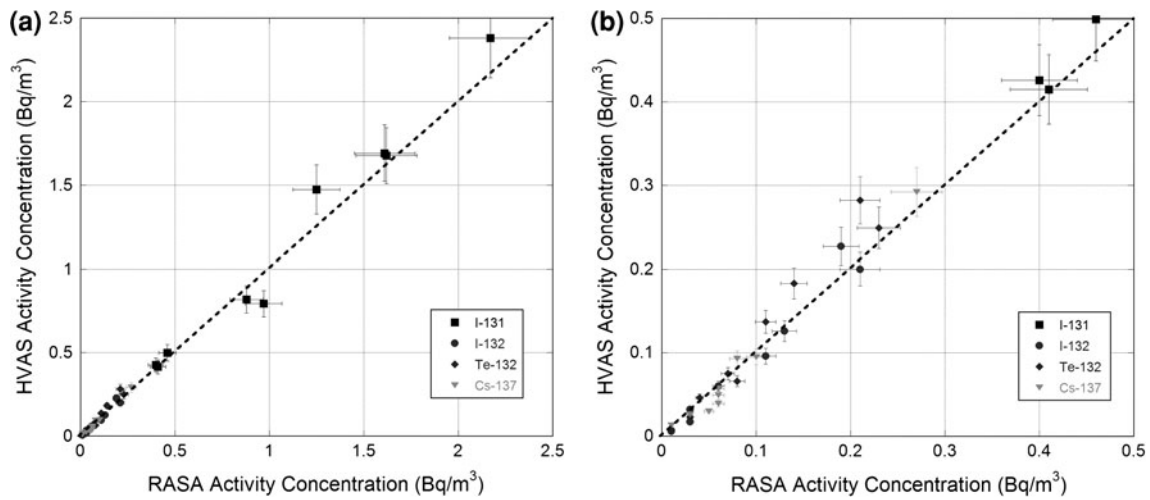 (a)
HVAS Activity Concentration (Bq/m³)
2.5
2
1.5
1
0.5
0
0 0.5 1 1.5 2 2.5
RASA Activity Concentration (Bq/m³)
I-131
I-132
Te-132
Cs-137
(b)
HVAS Activity Concentration (Bq/m³)
0.5
0.4
0.3
0.2
0.1
0
0 0.1 0.2 0.3 0.4 0.5
RASA Activity Concentration (Bq/m³)
I-131
I-132
Te-132
Cs-137